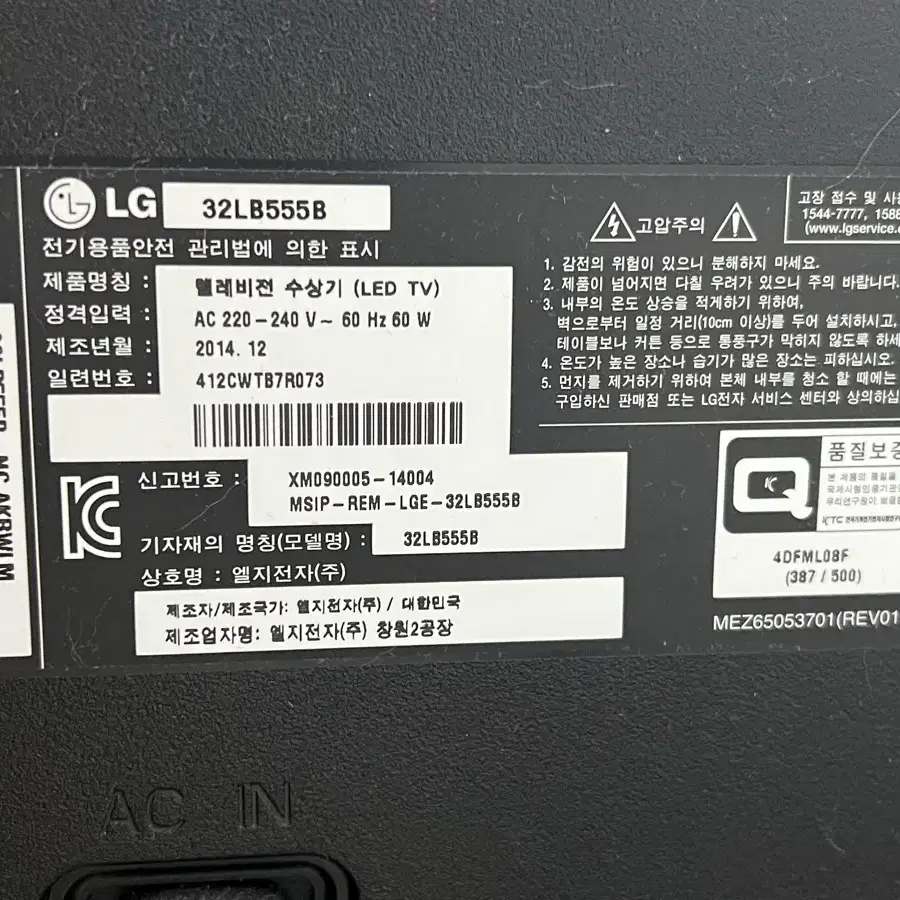 LG 32LB555B
전기용품안전 관리법에 의한 표시
제품명칭 : 텔레비전 수상기 (LED TV)
정격입력 : AC 220-240 V~ 60 Hz 60 W
제조년월 : 2014. 12
일련번호 : 412CWTB7R073
신고번호 : XM090005-14004
MSIP-REM-LGE-32LB555B
기자재의 명칭(모델명) : 32LB555B
상호명 : 엘지전자(주)
제조자/제조국가: 엘지전자(주) / 대한민국
제조업자명: 엘지전자(주) 창원2공장
고압주의
1. 감전의 위험이 있으니 분해하지 마세요.
2. 제품이 넘어지면 다칠 우려가 있으니 주의 바랍니다.
3. 내부의 온도 상승을 적게하기 위하여,
벽으로부터 일정 거리(10cm 이상)를 두어 설치하시고,
테이블보나 커튼 등으로 통풍구가 막히지 않도록 하세
4. 온도가 높은 장소나 습기가 많은 장소는 피하십시오.
5. 먼지를 제거하기 위하여 본체 내부를 청소 할 때에는
구입하신 판매점 또는 LG전자 서비스 센터와 상의하십
고장 접수 및 사
1544-7777, 1588
(www.lgservice.c
품질보증
본 제품의 품질을
KTC
4DFML08F
(387 / 500)
MEZ65053701(REV01
AC IN